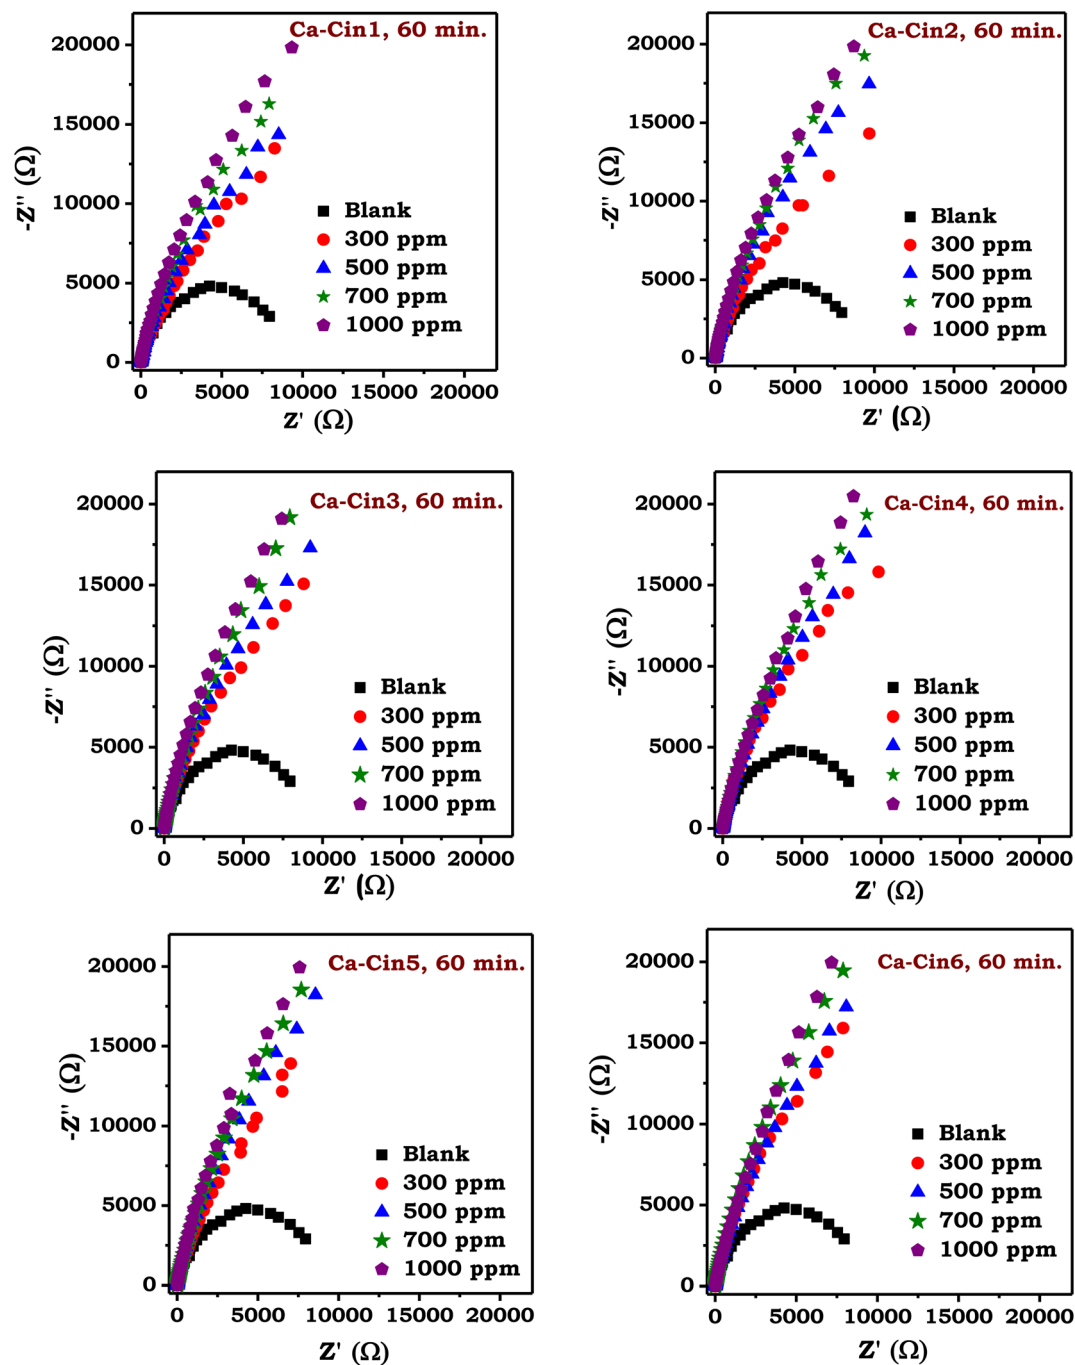 Ca-Cin1, 60 min.
20000
15000
10000
5000
0
-Z'' (Ω)
Blank
300 ppm
500 ppm
700 ppm
1000 ppm
0 5000 10000 15000 20000
Z' (Ω)
Ca-Cin2, 60 min.
20000
15000
10000
5000
0
-Z'' (Ω)
Blank
300 ppm
500 ppm
700 ppm
1000 ppm
0 5000 10000 15000 20000
Z' (Ω)
Ca-Cin3, 60 min.
20000
15000
10000
5000
0
-Z'' (Ω)
Blank
300 ppm
500 ppm
700 ppm
1000 ppm
0 5000 10000 15000 20000
Z' (Ω)
Ca-Cin4, 60 min.
20000
15000
10000
5000
0
-Z'' (Ω)
Blank
300 ppm
500 ppm
700 ppm
1000 ppm
0 5000 10000 15000 20000
Z' (Ω)
Ca-Cin5, 60 min.
20000
15000
10000
5000
0
-Z'' (Ω)
Blank
300 ppm
500 ppm
700 ppm
1000 ppm
0 5000 10000 15000 20000
Z' (Ω)
Ca-Cin6, 60 min.
20000
15000
10000
5000
0
-Z'' (Ω)
Blank
300 ppm
500 ppm
700 ppm
1000 ppm
0 5000 10000 15000 20000
Z' (Ω)